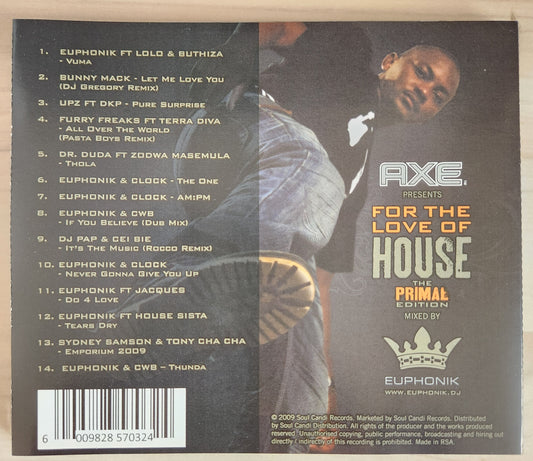 1. EUPHONIK FT LOLO & BUTHIZA
- VUMA
2. BUNNY MACK - LET ME LOVE YOU
(DJ GREGORY REMIX)
3. UPZ FT DKP - PURE SURPRISE
4. FURRY FREAKS FT TERRA DIVA
- ALL OVER THE WORLD
(PASTA BOYS REMIX)
5. DR. DUDA FT ZODWA MASEMULA
- THOLA
6. EUPHONIK & CLOCK - THE ONE
7. EUPHONIK & CLOCK - AM:PM
8. EUPHONIK & CWB
- IF YOU BELIEVE (DUB MIX)
9. DJ PAP & CEI BIE
- IT'S THE MUSIC (ROCCO REMIX)
10. EUPHONIK & CLOCK
- NEVER GONNA GIVE YOU UP
11. EUPHONIK FT JACQUES
- DO 4 LOVE
12. EUPHONIK FT HOUSE SISTA
- TEARS DRY
13. SYDNEY SAMSON & TONY CHA CHA
- EMPORIUM 2009
14. EUPHONIK & CWB – THUNDA
6 009828 570324
AXE
PRESENTS
FOR THE
LOVE OF
HOUSE
THE
PRIMAL
EDITION
MIXED BY
EUPHONIK
WWW.EUPHONIK.DJ
© 2009 Soul Candi Records. Marketed by Soul Candi Records. Distributed
by Soul Candi Distribution. All rights of the producer and the works produced
reserved. Unauthorised copying, public performance, broadcasting and hiring out
directly / indirectly of this recording is prohibited. Made in RSA.